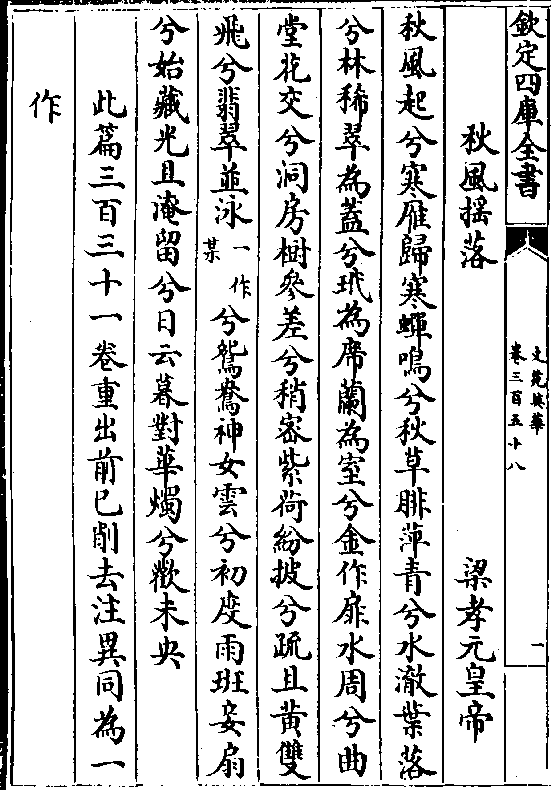 欽定四庫全書
文苑英華
卷三百五十八
一
秋風搖落
梁孝元皇帝
秋風起兮寒雁歸寒蟬鳴兮秋草腓萍青兮水澈葉落
兮林稀翠為蓋兮玳為席蘭為室兮金作扉水周兮曲
堂花交兮洞房樹參差兮稍密紫荷紛披兮疏且黄雙
飛兮翡翠並泳一作某兮鴛鴦神女雲兮初度雨班妾扇
兮始藏光且淹留兮日云暮對華燭兮歡未央
此篇三百三十一卷重出前已削去注異同為一
作